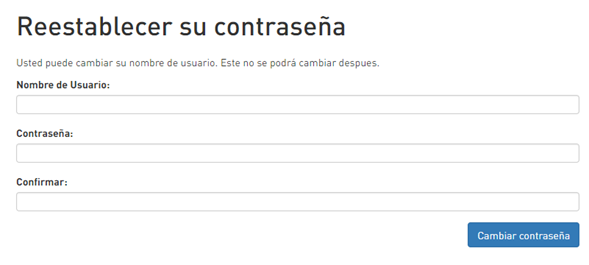 Reestablecer su contraseña
Usted puede cambiar su nombre de usuario. Este no se podrá cambiar despues.
Nombre de Usuario:
Contraseña:
Confirmar:
Cambiar contraseña